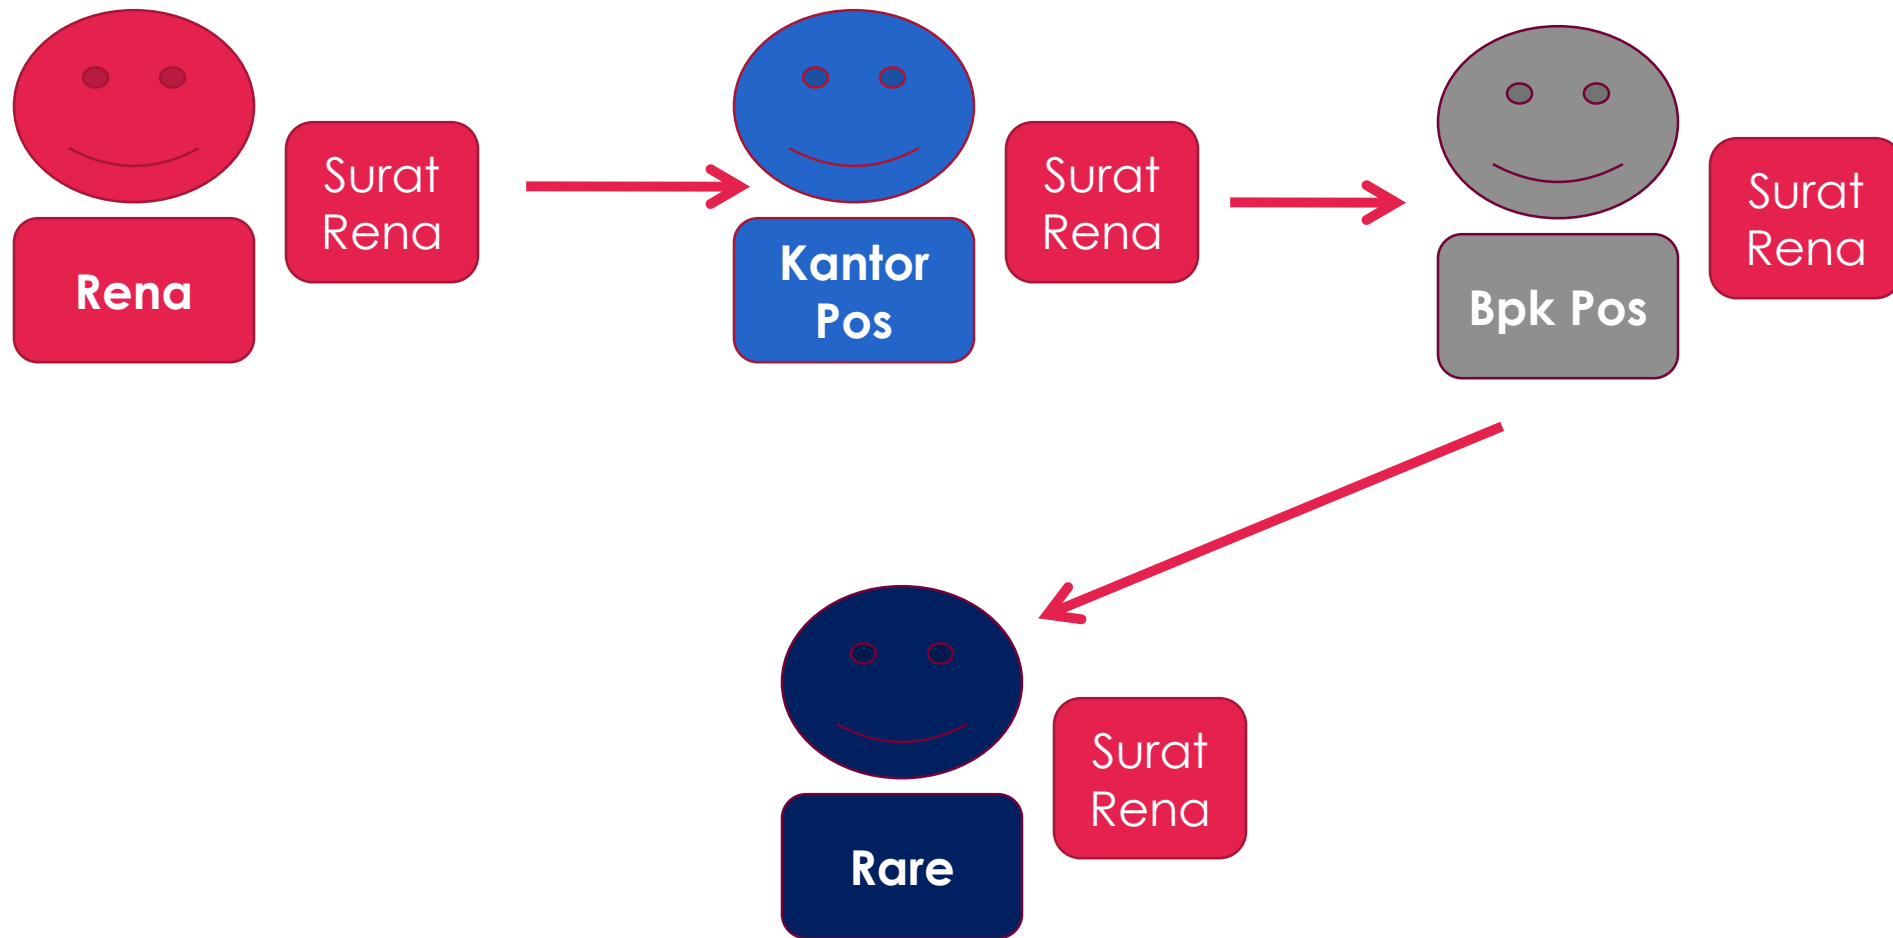 Surat
Rena
Rena
Surat
Rena
Kantor
Pos
Surat
Rena
Bpk Pos
Surat
Rena
Rare